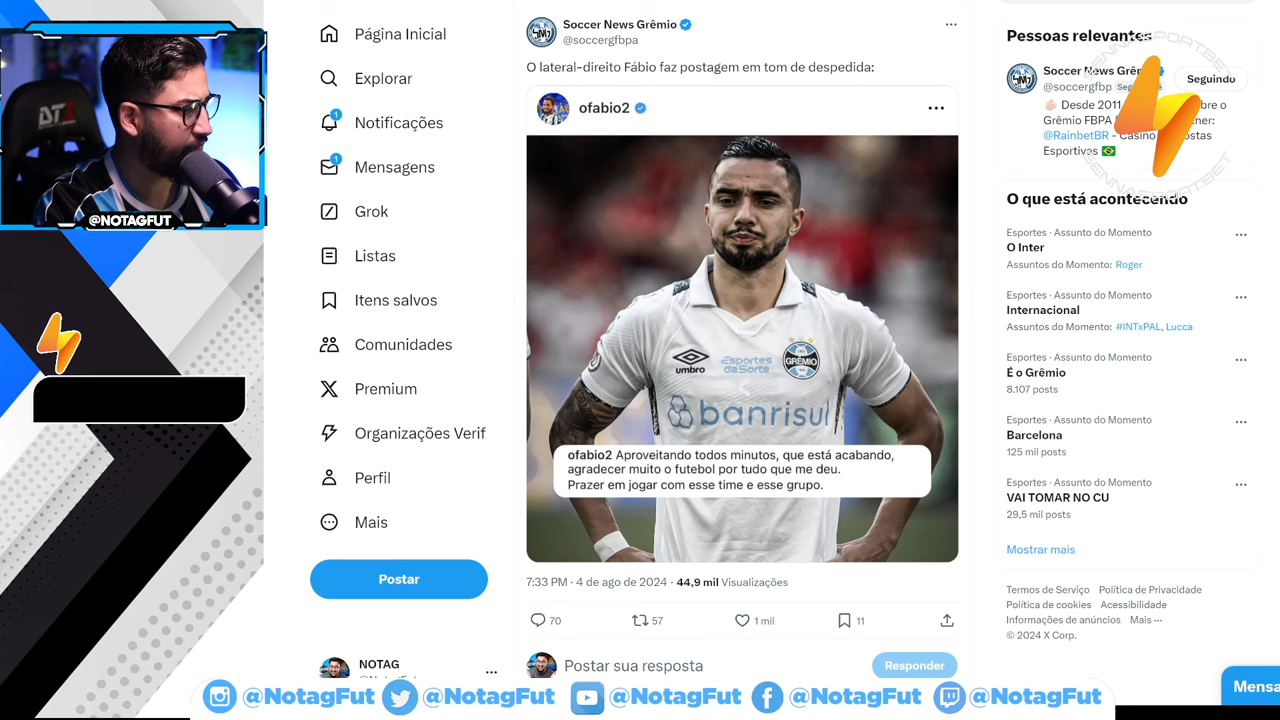 DTX
@NOTAGFUT
Página Inicial
Explorar
1
Notificações
1
Mensagens
Grok
Listas
Itens salvos
Comunidades
Premium
Organizações Verif
Perfil
Mais
Postar
NOTAG
Soccer News Grêmio
@soccergfbpa
O lateral-direito Fábio faz postagem em tom de despedida:
ofabio2
umbro
Esportes
da Sorte
GRÊMIO
banrisul
ofabio2 Aproveitando todos minutos, que está acabando,
agradecer muito o futebol por tudo que me deu.
Prazer em jogar com esse time e esse grupo.
7:33 PM · 4 de ago de 2024 · 44,9 mil Visualizações
70
57
1 mil
11
Postar sua resposta
Responder
Pessoas relevantes
Soccer News
@soccergfbp
Seguindo
Desde 2011
Grêmio FBPA
@RainbetBR - Casino
Esportivas
SENNASPORT.BET
SENNASPORT.BET
O que está acontecendo
Esportes · Assunto do Momento
O Inter
Assuntos do Momento: Roger
Esportes · Assunto do Momento
Internacional
Assuntos do Momento: #INTxPAL, Lucca
Esportes · Assunto do Momento
É o Grêmio
8.107 posts
Esportes · Assunto do Momento
Barcelona
125 mil posts
Esportes · Assunto do Momento
VAI TOMAR NO CU
29,5 mil posts
Mostrar mais
Termos de Serviço Política de Privacidade
Política de cookies Acessibilidade
Informações de anúncios Mais ···
© 2024 X Corp.
Mensa
@NotagFut @NotagFut @NotagFut @NotagFut @NotagFut